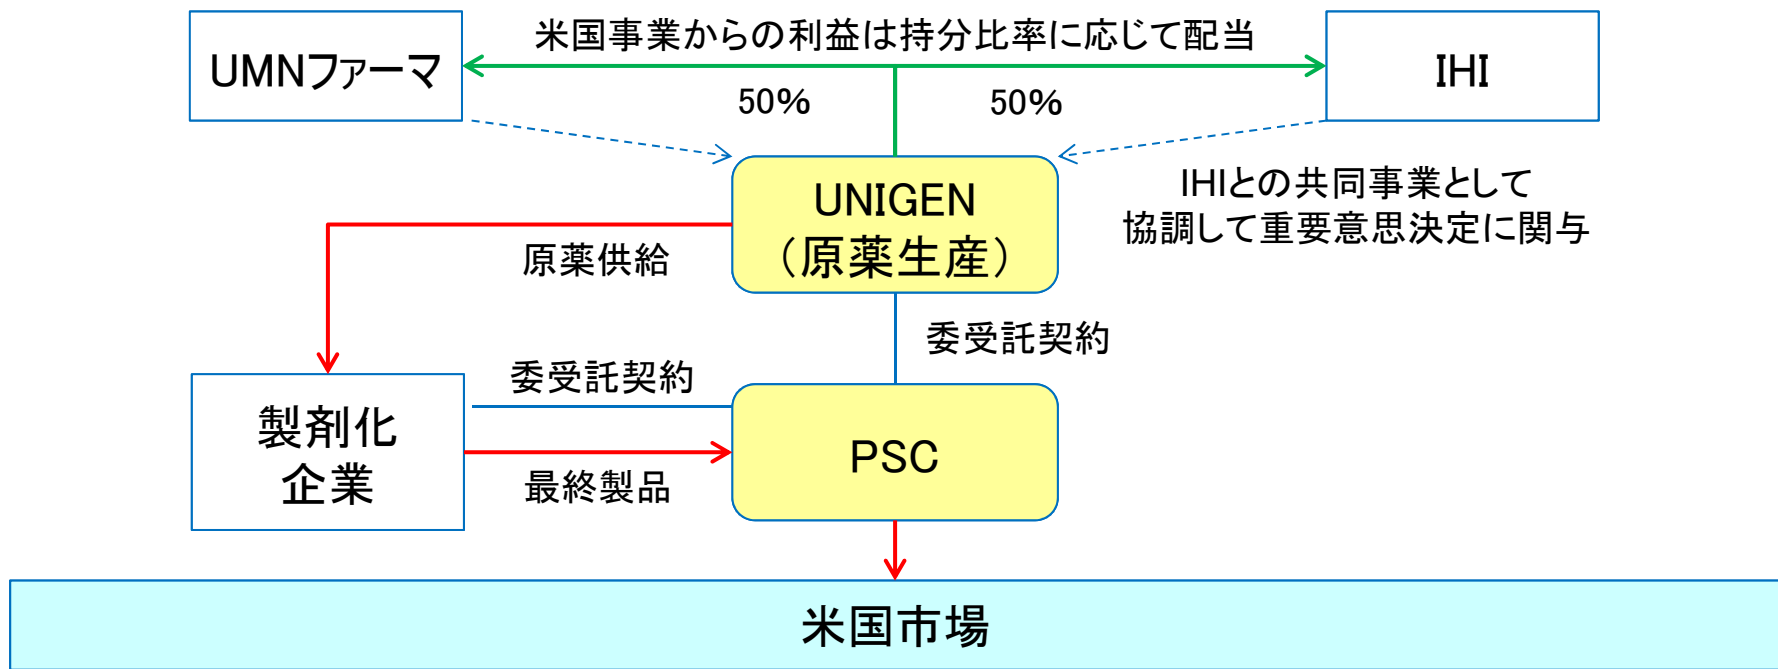 米国事業からの利益は持分比率に応じて配当
UMNファーマ
IHI
50%
50%
UNIGEN
（原薬生産）
IHIとの共同事業として
協調して重要意思決定に関与
原薬供給
委受託契約
委受託契約
製剤化
企業
PSC
最終製品
米国市場